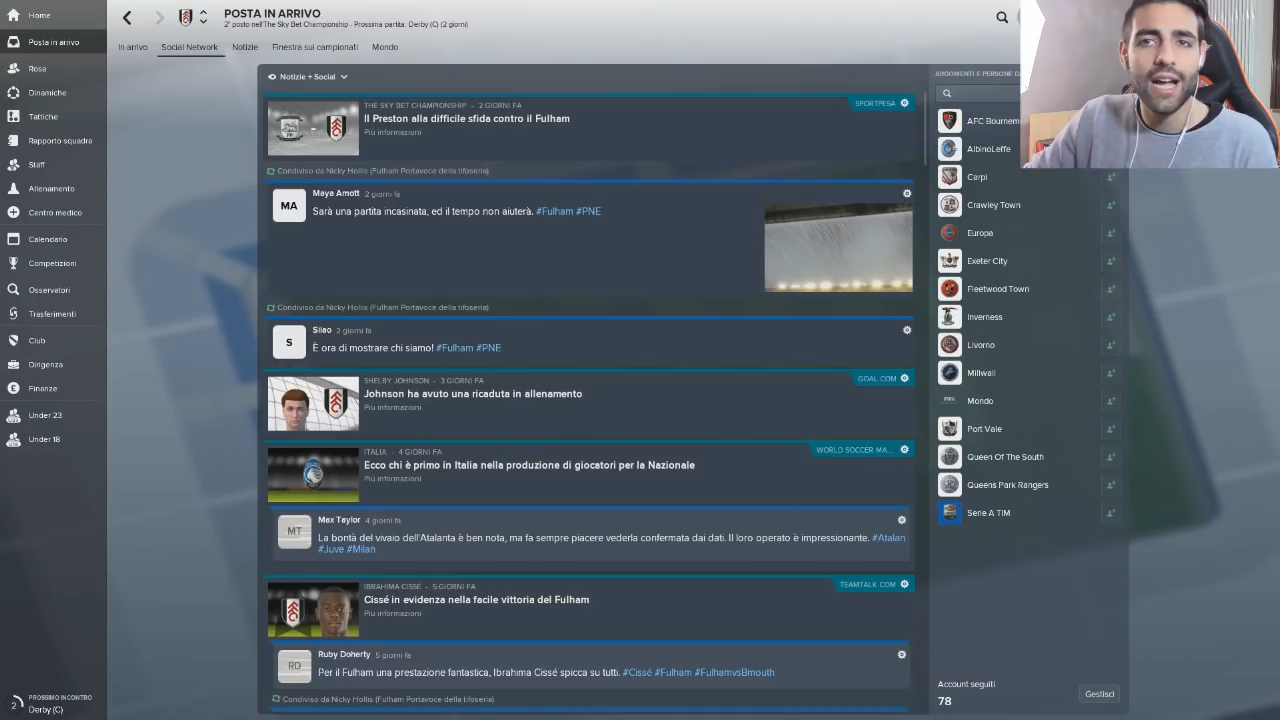 Home
Posta in arrivo
Rosa
Dinamiche
Tattiche
Rapporto squadra
Staff
Allenamento
Centro medico
Calendario
Competizioni
Osservatori
Trasferimenti
Club
Dirigenza
Finanze
Under 23
Under 18
2
PROSSIMO INCONTRO
Derby (C)
POSTA IN ARRIVO
2° posto nell'The Sky Bet Championship - Prossima partita: Derby (C) (2 giorni)
In arrivo Social Network Notizie Finestra sui campionati Mondo
Notizie + Social
THE SKY BET CHAMPIONSHIP - 2 GIORNI FA
SPORTPESA
Il Preston alla difficile sfida contro il Fulham
Più informazioni
Condiviso da Nicky Hollis (Fulham Portavoce della tifoseria)
MA
Maya Amott 2 giorni fa
Sarà una partita incasinata, ed il tempo non aiuterà. #Fulham #PNE
Condiviso da Nicky Hollis (Fulham Portavoce della tifoseria)
S
Silao 2 giorni fa
È ora di mostrare chi siamo! #Fulham #PNE
SHELBY JOHNSON - 3 GIORNI FA
GOAL.COM
Johnson ha avuto una ricaduta in allenamento
Più informazioni
ITALIA - 4 GIORNI FA
WORLD SOCCER MA...
Ecco chi è primo in Italia nella produzione di giocatori per la Nazionale
Più informazioni
MT
Max Taylor 4 giorni fa
La bontà del vivaio dell'Atalanta è ben nota, ma fa sempre piacere vederla confermata dai dati. Il loro operato è impressionante. #Atalan
#Juve #Milan
IBRAHIMA CISSÉ - 5 GIORNI FA
TEAMTALK.COM
Cissé in evidenza nella facile vittoria del Fulham
Più informazioni
RD
Ruby Doherty 5 giorni fa
Per il Fulham una prestazione fantastica, Ibrahima Cissé spicca su tutti. #Cissé #Fulham #FulhamvsBmouth
Condiviso da Nicky Hollis (Fulham Portavoce della tifoseria)
ARGOMENTI E PERSONE DA
AFC Bournem
AlbinoLeffe
Carpi
Crawley Town
Europa
Exeter City
Fleetwood Town
Inverness
Livorno
Millwall
Mondo
Port Vale
Queen Of The South
Queens Park Rangers
Serie A TIM
Account seguiti
78
Gestisci